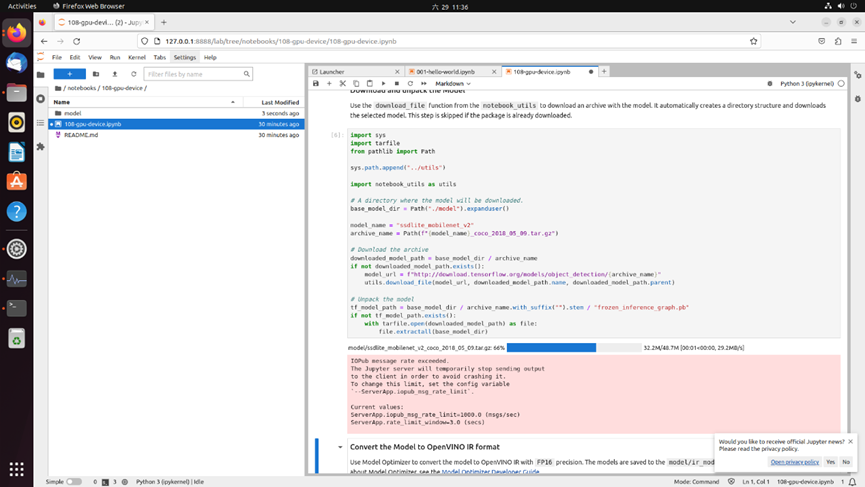 Activities
Firefox Web Browser
六 29 11:36
108-gpu-devi… (2) - Jupyt
127.0.0.1:8888/lab/tree/notebooks/108-gpu-device/108-gpu-device.ipynb
File Edit View Run Kernel Tabs Settings Help
Filter files by name
/ notebooks / 108-gpu-device /
Name Last Modified
model 3 seconds ago
108-gpu-device.ipynb 30 minutes ago
README.md 30 minutes ago
Launcher
001-hello-world.ipynb
108-gpu-device.ipynb
Markdown
Python 3 (ipykernel)
Download and unpack the Model
Use the download_file function from the notebook_utils to download an archive with the model. It automatically creates a directory structure and downloads
the selected model. This step is skipped if the package is already downloaded.
[6]:
import sys
import tarfile
from pathlib import Path
sys.path.append("../utils")
import notebook_utils as utils
# A directory where the model will be downloaded.
base_model_dir = Path("./model").expanduser()
model_name = "ssdlite_mobilenet_v2"
archive_name = Path(f"{model_name}_coco_2018_05_09.tar.gz")
# Download the archive
downloaded_model_path = base_model_dir / archive_name
if not downloaded_model_path.exists():
model_url = f"http://download.tensorflow.org/models/object_detection/{archive_name}"
utils.download_file(model_url, downloaded_model_path.name, downloaded_model_path.parent)
# Unpack the model
tf_model_path = base_model_dir / archive_name.with_suffix("").stem / "frozen_inference_graph.pb"
if not tf_model_path.exists():
with tarfile.open(downloaded_model_path) as file:
file.extractall(base_model_dir)
model/ssdlite_mobilenet_v2_coco_2018_05_09.tar.gz: 66% 32.2M/48.7M [00:01<00:00, 29.2MB/s]
IOPub message rate exceeded.
The Jupyter server will temporarily stop sending output
to the client in order to avoid crashing it.
To change this limit, set the config variable
`--ServerApp.iopub_msg_rate_limit`.
Current values:
ServerApp.iopub_msg_rate_limit=1000.0 (msgs/sec)
ServerApp.rate_limit_window=3.0 (secs)
Convert the Model to OpenVINO IR format
Use Model Optimizer to convert the model to OpenVINO IR with FP16 precision. The models are saved to the model/ir_mod
about Model Optimizer, see the Model Optimizer Developer Guide.
Would you like to receive official Jupyter news?
Please read the privacy policy.
Open privacy policy Yes No
Simple 0 3 Python 3 (ipykernel) | Idle
Mode: Command Ln 1, Col 1 108-gpu-device.ipynb 1